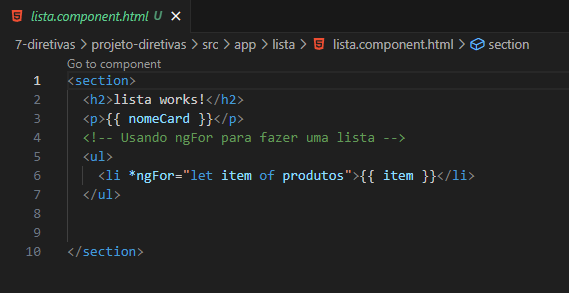 lista.component.html U
7-diretivas > projeto-diretivas > src > app > lista > lista.component.html > section
Go to component
1 <section>
2 <h2>lista works!</h2>
3 <p>{{ nomeCard }}</p>
4 <!-- Usando ngFor para fazer uma lista -->
5 <ul>
6 <li *ngFor="let item of produtos">{{ item }}</li>
7 </ul>
8
9
10 </section>